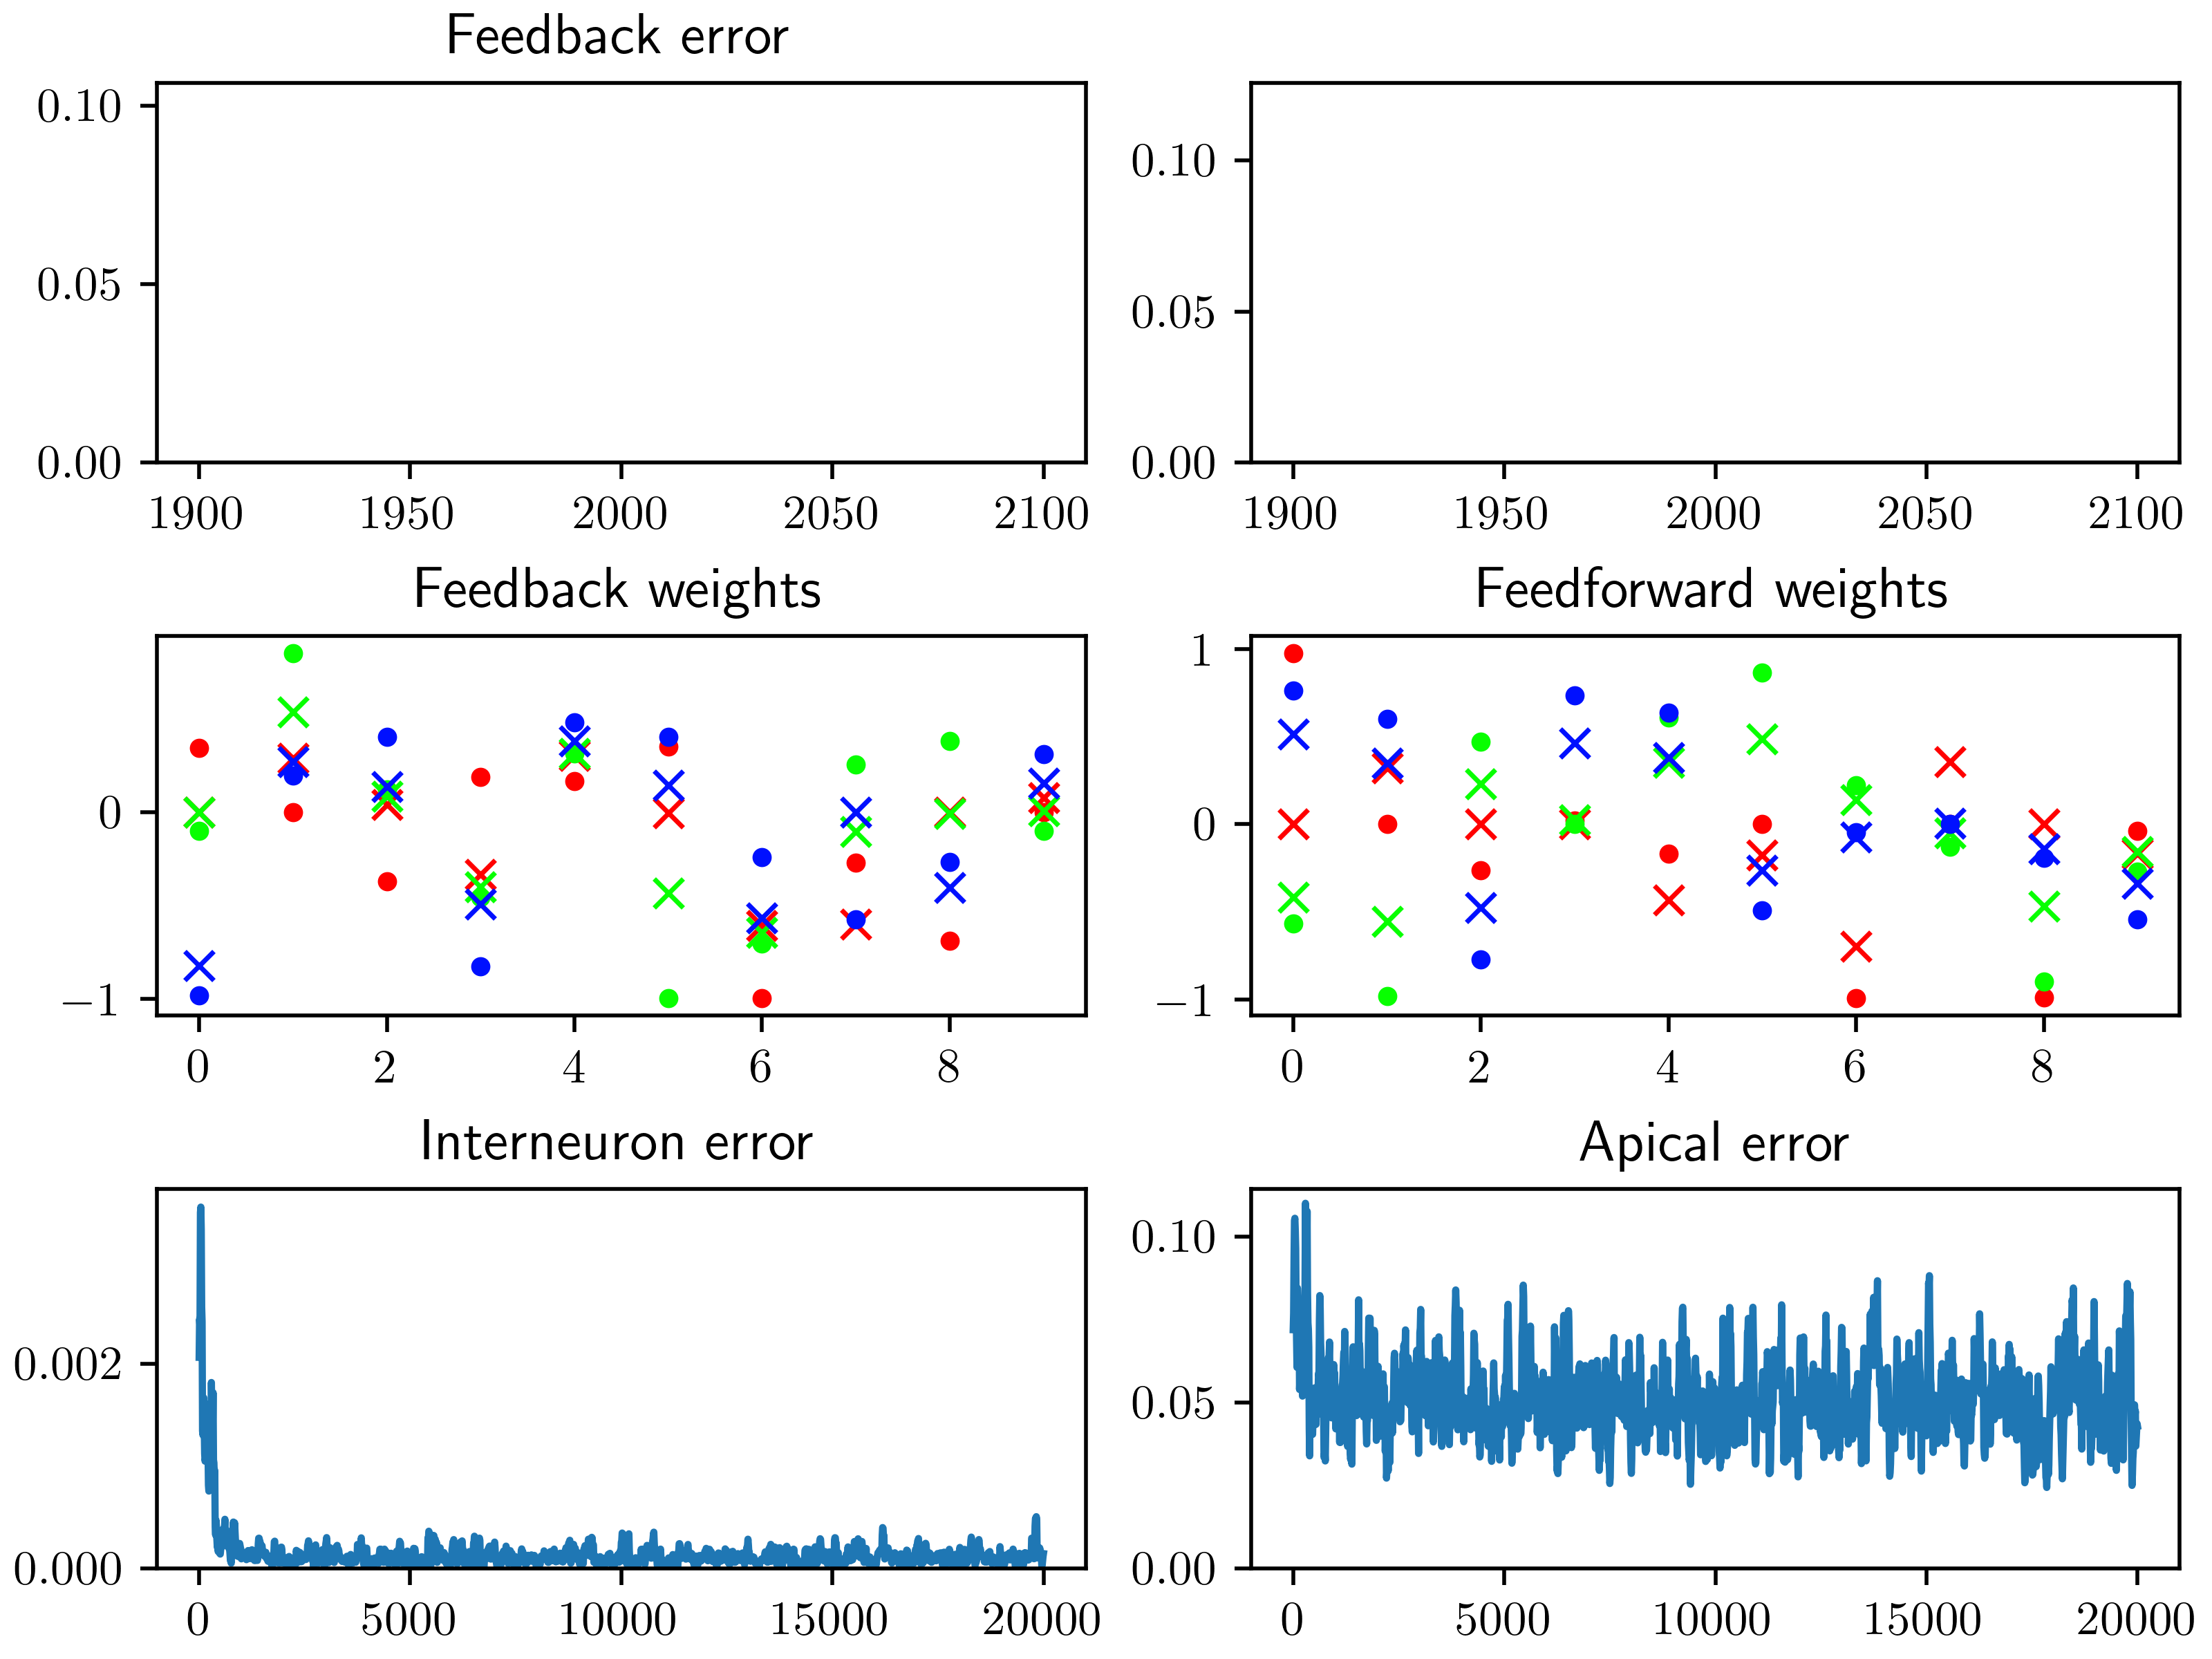 Feedback error
0.10
0.05
0.00
1900 1950 2000 2050 2100
0.10
0.05
0.00
1900 1950 2000 2050 2100
Feedback weights
0
−1
0 2 4 6 8
Feedforward weights
1
0
−1
0 2 4 6 8
Interneuron error
0.002
0.000
0 5000 10000 15000 20000
Apical error
0.10
0.05
0.00
0 5000 10000 15000 20000